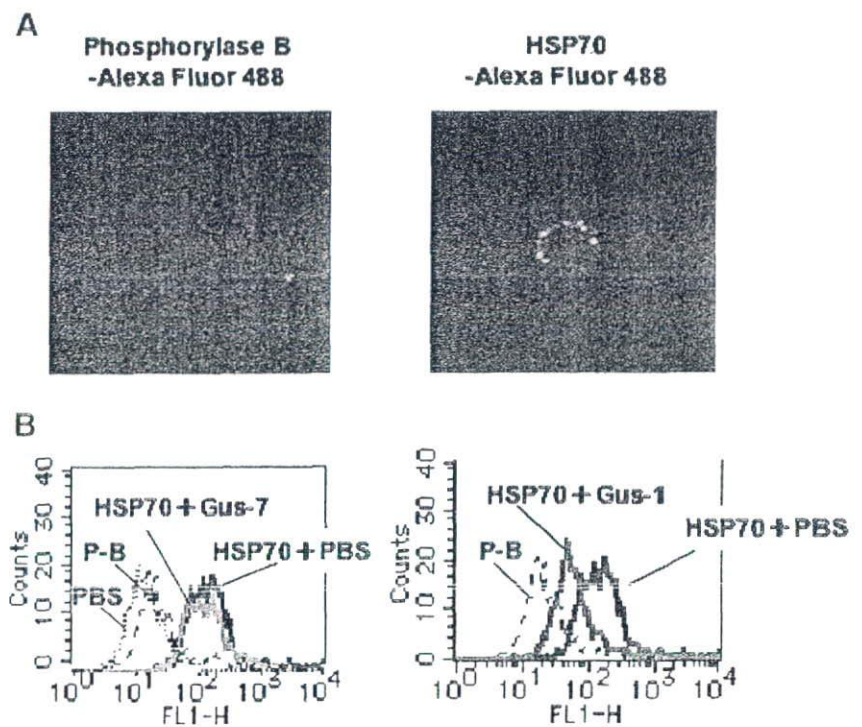 A
Phosphorylase B
-Alexa Fluor 488
HSP70
-Alexa Fluor 488
B
Counts
0 10 20 30 40
HSP70 + Gus-7
P-B
PBS
HSP70 + PBS
10^0 10^1 10^2 10^3 10^4
FL1-H
Counts
0 10 20 30 40
HSP70 + Gus-1
P-B
HSP70 + PBS
10^0 10^1 10^2 10^3 10^4
FL1-H